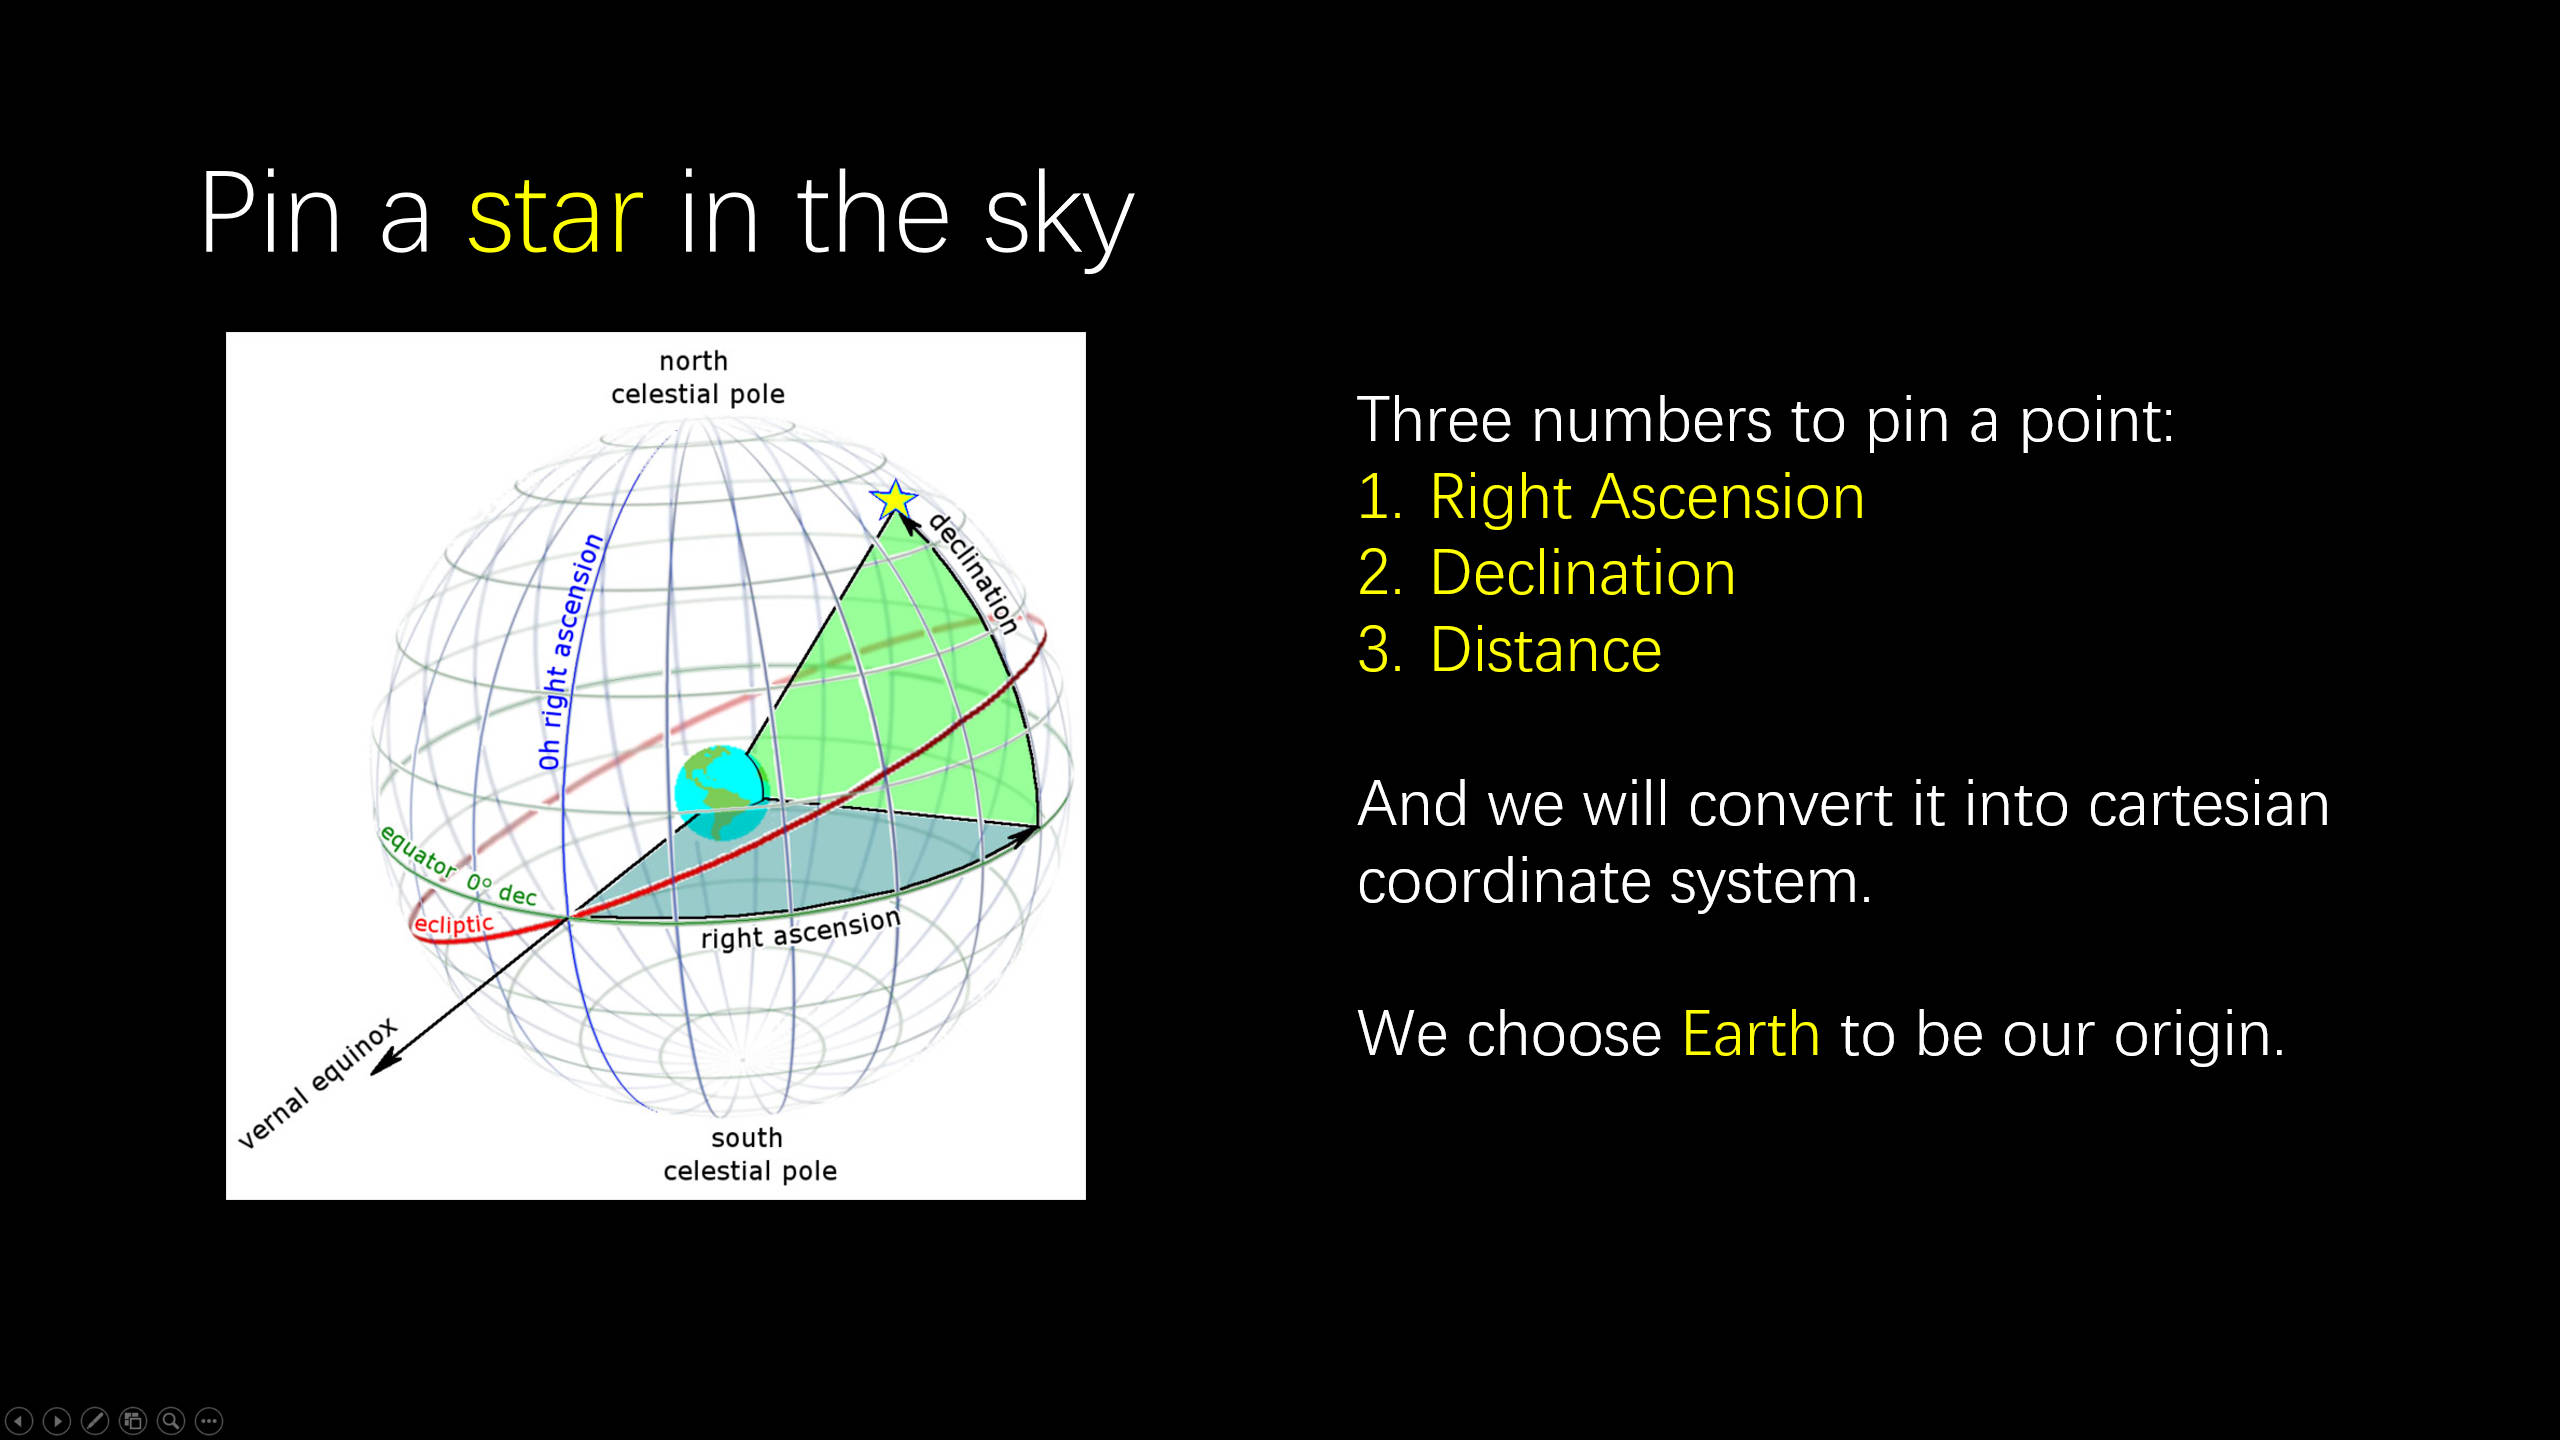 Pin a star in the sky
north
celestial pole
declination
0h right ascension
equator 0° dec
ecliptic
right ascension
vernal equinox
south
celestial pole
Three numbers to pin a point:
1. Right Ascension
2. Declination
3. Distance
And we will convert it into cartesian
coordinate system.
We choose Earth to be our origin.